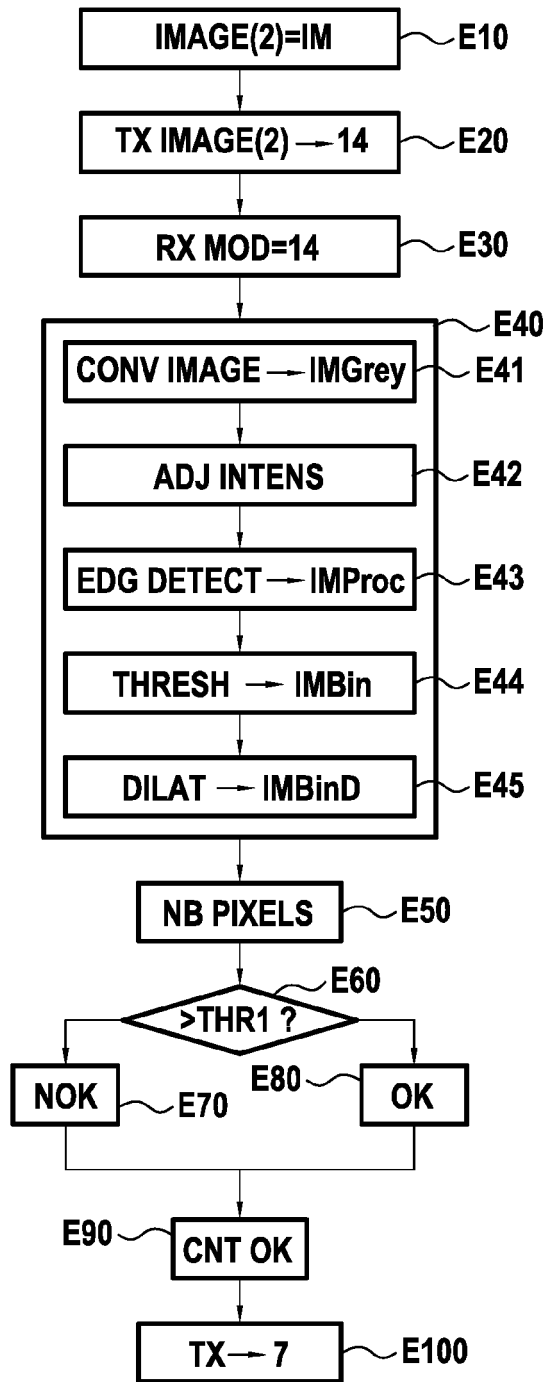 IMAGE(2)=IM E10
TX IMAGE(2) → 14 E20
RX MOD=14 E30
E40
CONV IMAGE → IMGrey E41
ADJ INTENS E42
EDG DETECT → IMProc E43
THRESH → IMBin E44
DILAT → IMBinD E45
NB PIXELS E50
E60
>THR1 ?
NOK E70 E80 OK
E90 CNT OK
TX → 7 E100